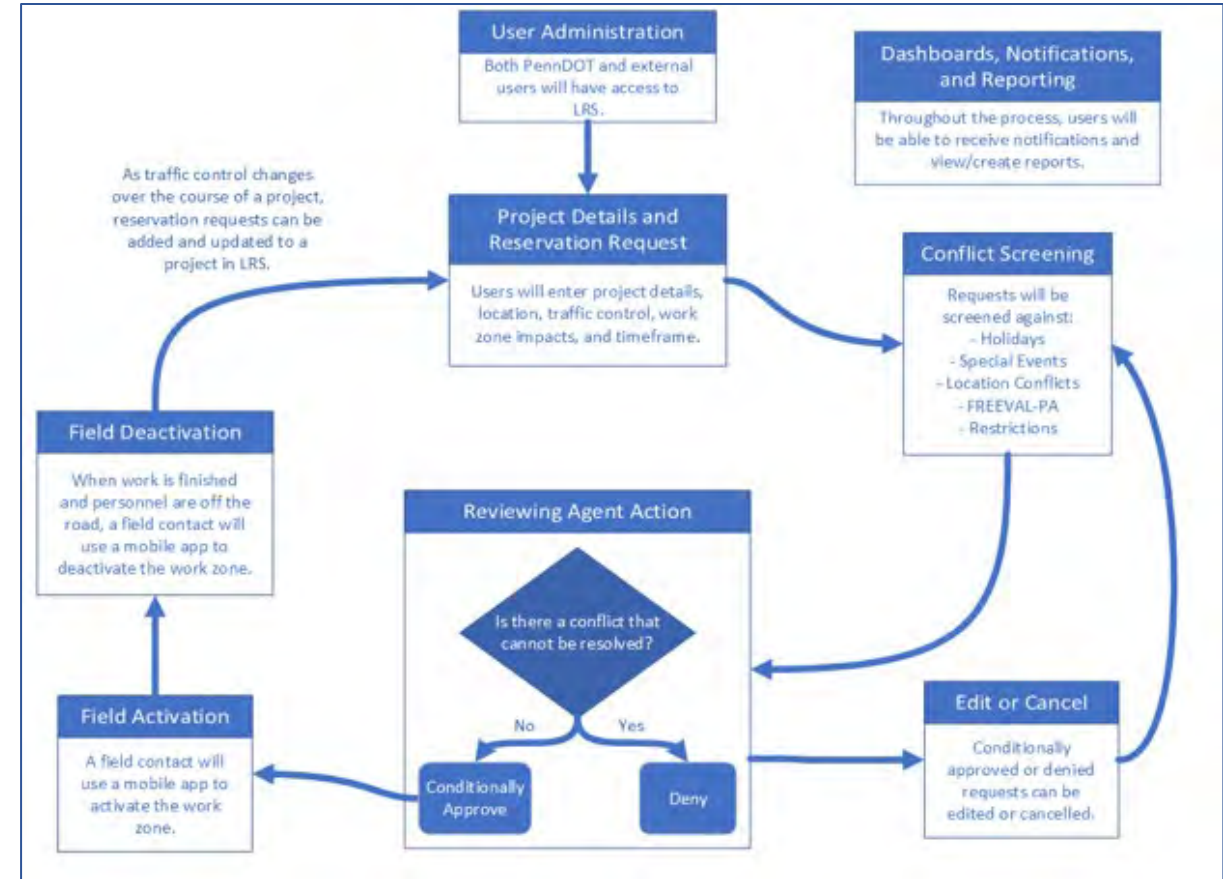 User Administration
Both PennDOT and external
users will have access to
LRS.
Dashboards, Notifications,
and Reporting
Throughout the process, users will
be able to receive notifications and
view/create reports.
As traffic control changes
over the course of a project,
reservation requests can be
added and updated to a
project in LRS.
Project Details and
Reservation Request
Users will enter project details,
location, traffic control, work
zone impacts, and timeframe.
Conflict Screening
Requests will be
screened against:
- Holidays
- Special Events
- Location Conflicts
- FREEVAL-PA
- Restrictions
Field Deactivation
When work is finished
and personnel are off the
road, a field contact will
use a mobile app to
deactivate the work zone.
Reviewing Agent Action
Is there a conflict that
cannot be resolved?
No
Yes
Conditionally
Approve
Deny
Field Activation
A field contact will
use a mobile app to
activate the work
zone.
Edit or Cancel
Conditionally
approved or denied
requests can be
edited or cancelled.